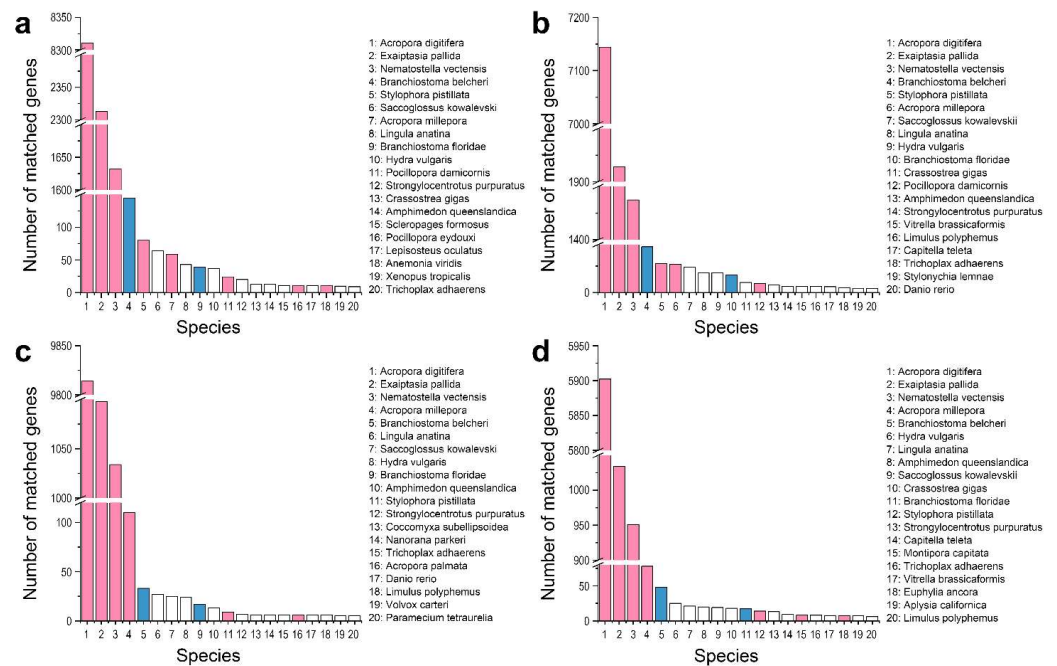 a
8350
8300
2350
2300
1650
1600
100
50
0
Number of matched genes
1 2 3 4 5 6 7 8 9 10 11 12 13 14 15 16 17 18 19 20
Species
1: Acropora digitifera
2: Exaiptasia pallida
3: Nematostella vectensis
4: Branchiostoma belcheri
5: Stylophora pistillata
6: Saccoglossus kowalevski
7: Acropora millepora
8: Lingula anatina
9: Branchiostoma floridae
10: Hydra vulgaris
11: Pocillopora damicornis
12: Strongylocentrotus purpuratus
13: Crassostrea gigas
14: Amphimedon queenslandica
15: Scleropages formosus
16: Pocillopora eydouxi
17: Lepisosteus oculatus
18: Anemonia viridis
19: Xenopus tropicalis
20: Trichoplax adhaerens
b
7200
7100
7000
1900
1400
0
Number of matched genes
1 2 3 4 5 6 7 8 9 10 11 12 13 14 15 16 17 18 19 20
Species
1: Acropora digitifera
2: Exaiptasia pallida
3: Nematostella vectensis
4: Branchiostoma belcheri
5: Stylophora pistillata
6: Acropora millepora
7: Saccoglossus kowalevskii
8: Lingula anatina
9: Hydra vulgaris
10: Branchiostoma floridae
11: Crassostrea gigas
12: Pocillopora damicornis
13: Amphimedon queenslandica
14: Strongylocentrotus purpuratus
15: Vitrella brassicaformis
16: Limulus polyphemus
17: Capitella teleta
18: Trichoplax adhaerens
19: Stylonychia lemnae
20: Danio rerio
c
9850
9800
1050
1000
100
50
0
Number of matched genes
1 2 3 4 5 6 7 8 9 10 11 12 13 14 15 16 17 18 19 20
Species
1: Acropora digitifera
2: Exaiptasia pallida
3: Nematostella vectensis
4: Acropora millepora
5: Branchiostoma belcheri
6: Lingula anatina
7: Saccoglossus kowalevski
8: Hydra vulgaris
9: Branchiostoma floridae
10: Amphimedon queenslandica
11: Stylophora pistillata
12: Strongylocentrotus purpuratus
13: Coccomyxa subellipsoidea
14: Nanorana parkeri
15: Trichoplax adhaerens
16: Acropora palmata
17: Danio rerio
18: Limulus polyphemus
19: Volvox carteri
20: Paramecium tetraurelia
d
5950
5900
5850
5800
1000
950
900
50
0
Number of matched genes
1 2 3 4 5 6 7 8 9 10 11 12 13 14 15 16 17 18 19 20
Species
1: Acropora digitifera
2: Exaiptasia pallida
3: Nematostella vectensis
4: Acropora millepora
5: Branchiostoma belcheri
6: Hydra vulgaris
7: Lingula anatina
8: Amphimedon queenslandica
9: Saccoglossus kowalevskii
10: Crassostrea gigas
11: Branchiostoma floridae
12: Stylophora pistillata
13: Strongylocentrotus purpuratus
14: Capitella teleta
15: Montipora capitata
16: Trichoplax adhaerens
17: Vitrella brassicaformis
18: Euphylia ancora
19: Aplysia californica
20: Limulus polyphemus